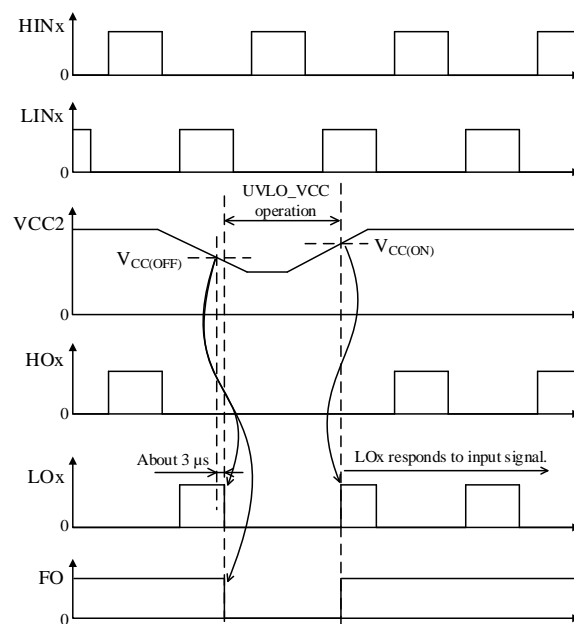 HINx
0
LINx
0
UVLO_VCC
operation
VCC2
VCC(OFF)
VCC(ON)
0
HOx
0
About 3 µs
LOx responds to input signal.
LOx
0
FO
0